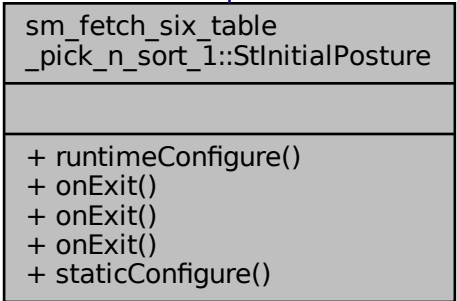 sm_fetch_six_table
_pick_n_sort_1::StInitialPosture
+ runtimeConfigure()
+ onExit()
+ onExit()
+ onExit()
+ staticConfigure()